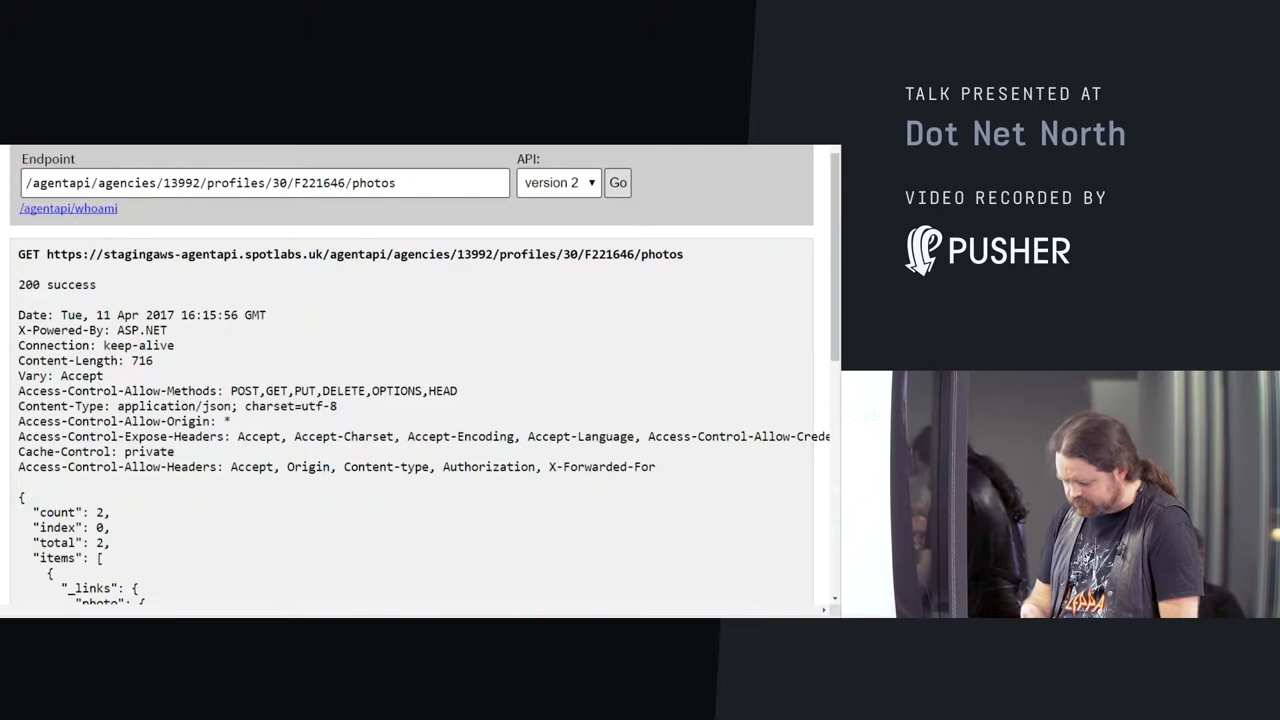 TALK PRESENTED AT
Dot Net North
VIDEO RECORDED BY
PUSHER
Endpoint
API:
/agentapi/agencies/13992/profiles/30/F221646/photos
version 2
Go
/agentapi/whoami
GET https://stagingaws-agentapi.spotlabs.uk/agentapi/agencies/13992/profiles/30/F221646/photos
200 success
Date: Tue, 11 Apr 2017 16:15:56 GMT
X-Powered-By: ASP.NET
Connection: keep-alive
Content-Length: 716
Vary: Accept
Access-Control-Allow-Methods: POST,GET,PUT,DELETE,OPTIONS,HEAD
Content-Type: application/json; charset=utf-8
Access-Control-Allow-Origin: *
Access-Control-Expose-Headers: Accept, Accept-Charset, Accept-Encoding, Accept-Language, Access-Control-Allow-Crede
Cache-Control: private
Access-Control-Allow-Headers: Accept, Origin, Content-type, Authorization, X-Forwarded-For
{
"count": 2,
"index": 0,
"total": 2,
"items": [
{
"_links": {
"photo": {